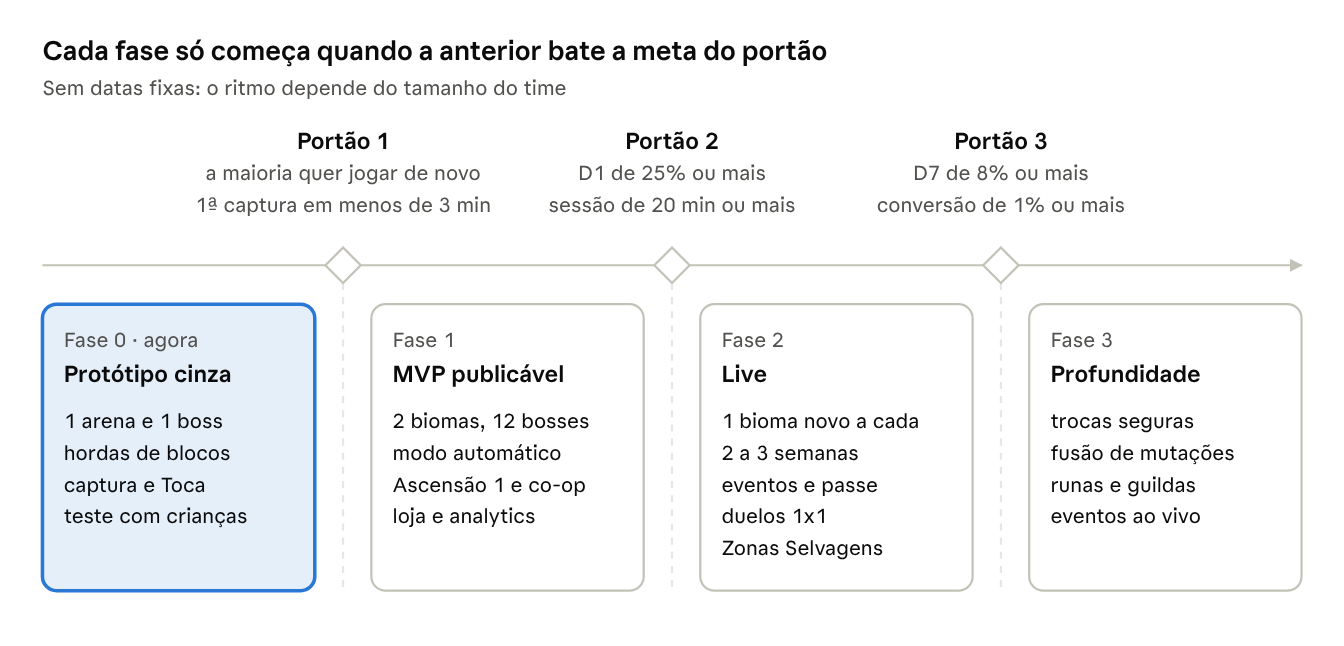 Cada fase só começa quando a anterior bate a meta do portão
Sem datas fixas: o ritmo depende do tamanho do time
Portão 1
a maioria quer jogar de novo
1ª captura em menos de 3 min
Portão 2
D1 de 25% ou mais
sessão de 20 min ou mais
Portão 3
D7 de 8% ou mais
conversão de 1% ou mais
Fase 0 · agora
Protótipo cinza
1 arena e 1 boss
hordas de blocos
captura e Toca
teste com crianças
Fase 1
MVP publicável
2 biomas, 12 bosses
modo automático
Ascensão 1 e co-op
loja e analytics
Fase 2
Live
1 bioma novo a cada
2 a 3 semanas
eventos e passe
duelos 1x1
Zonas Selvagens
Fase 3
Profundidade
trocas seguras
fusão de mutações
runas e guildas
eventos ao vivo